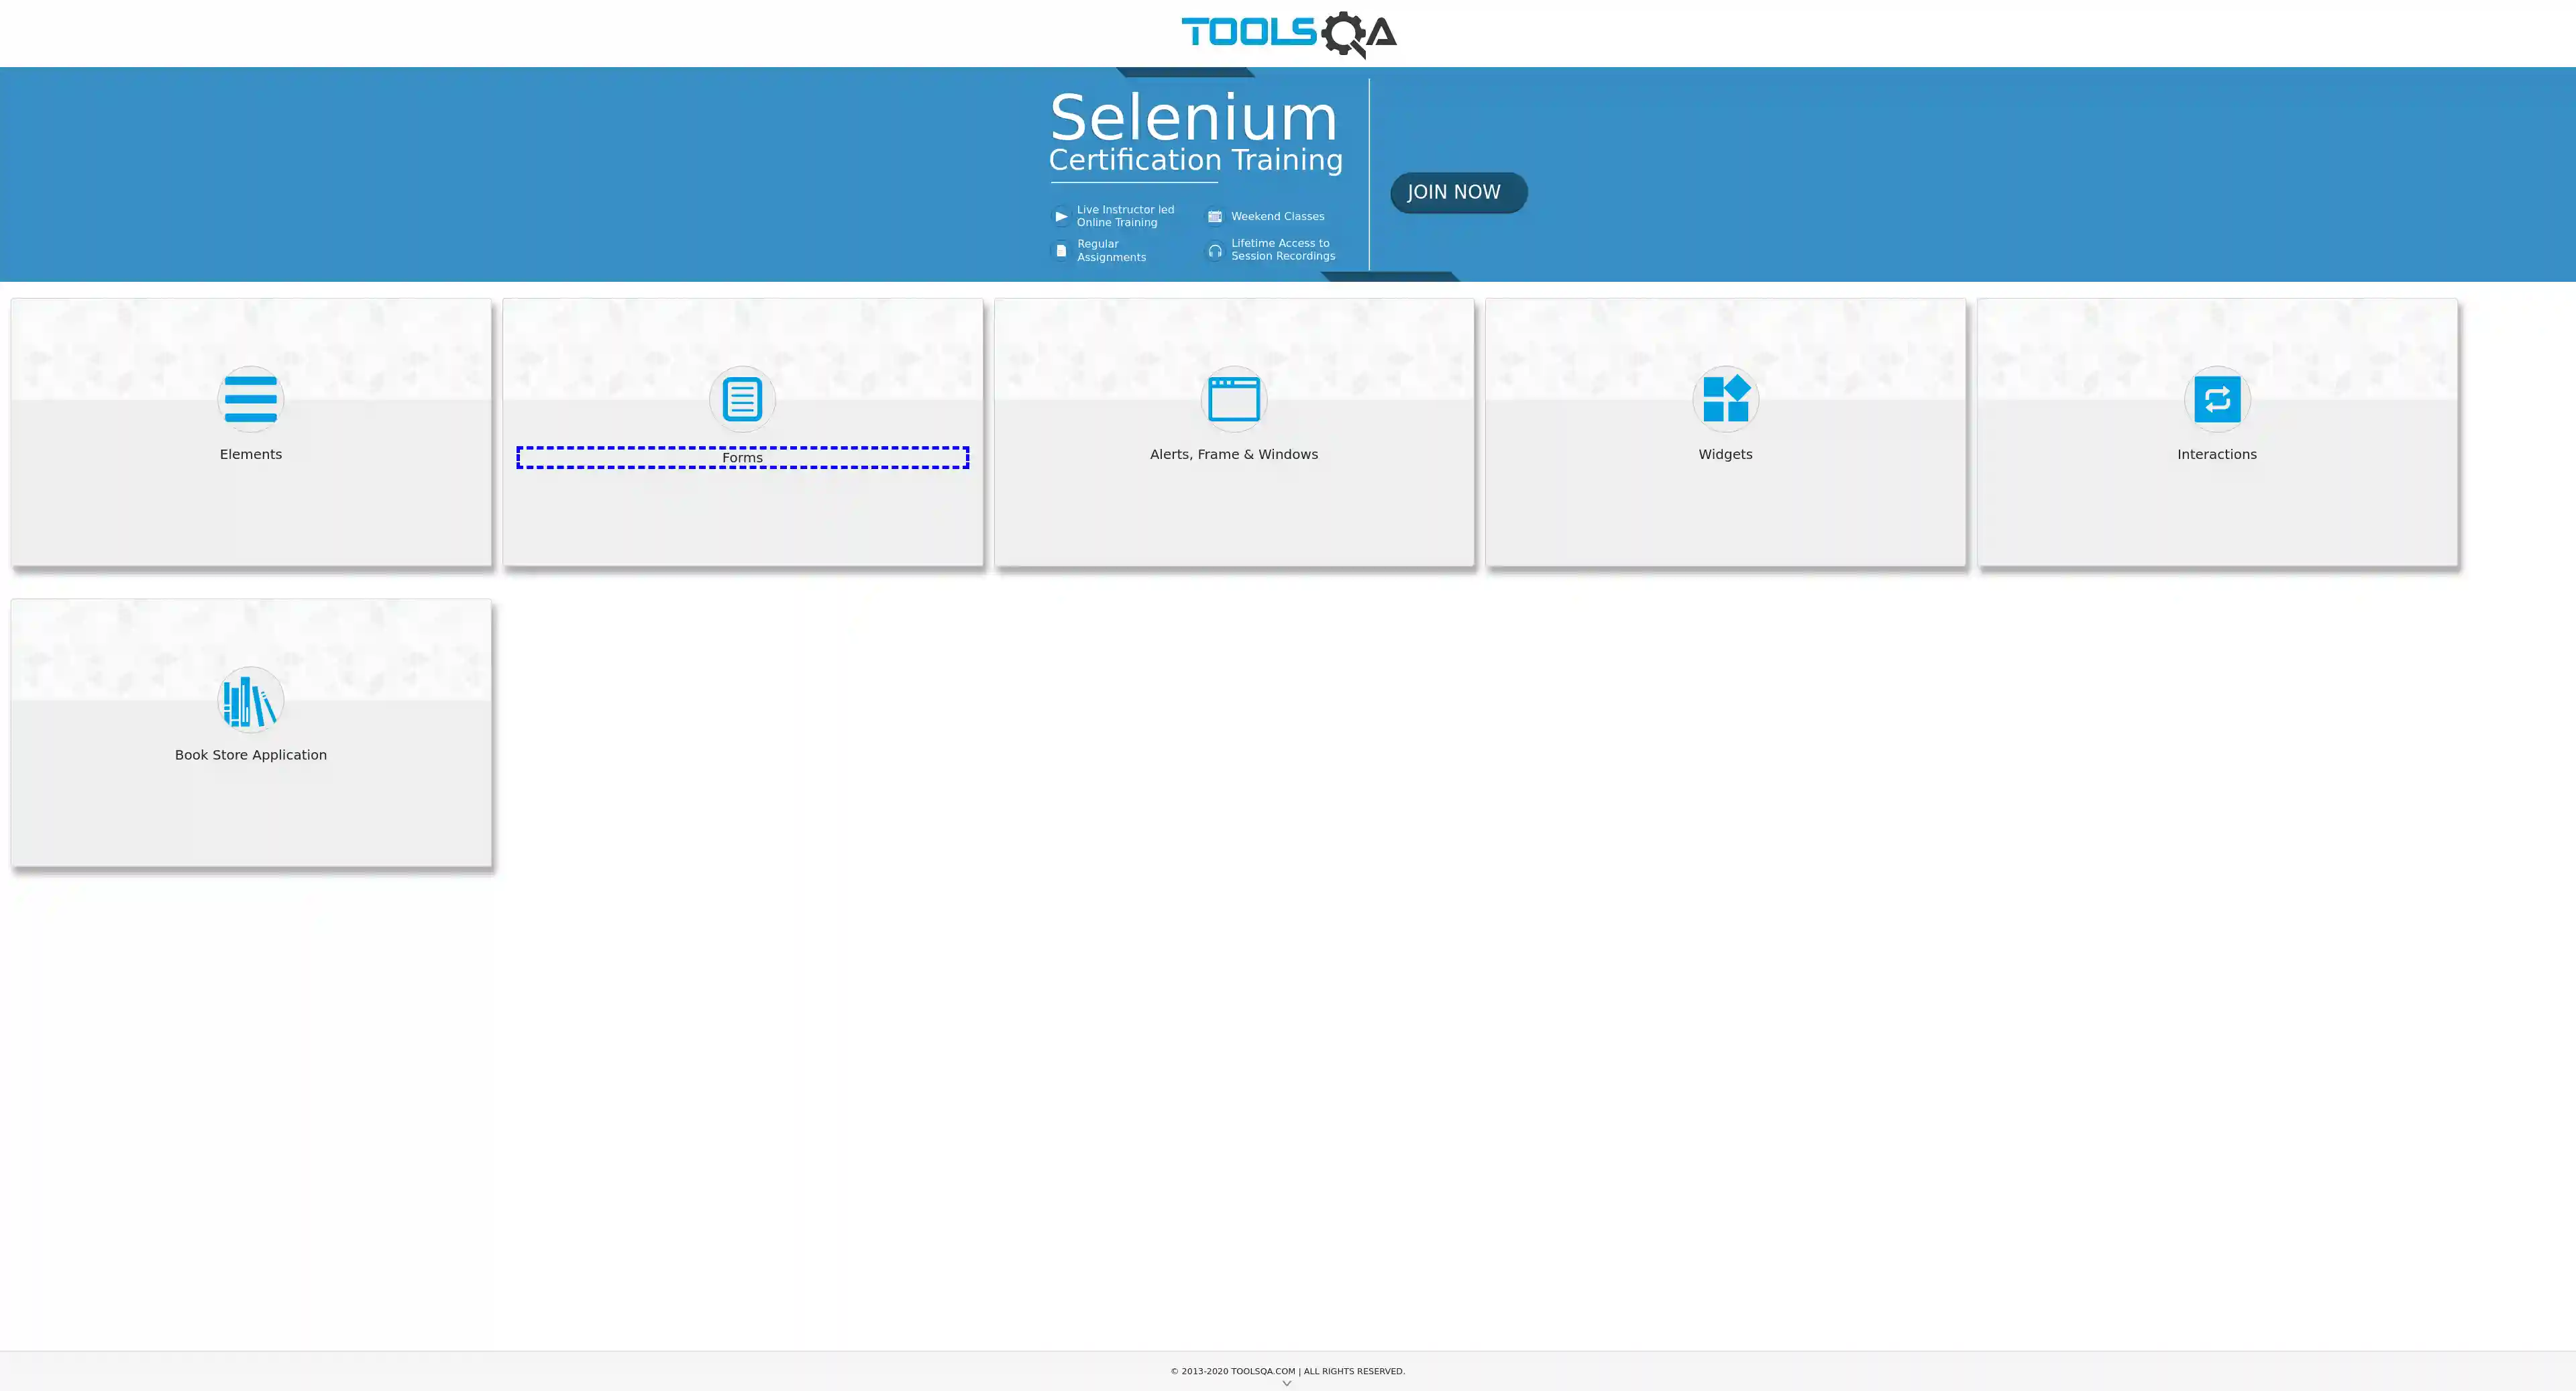 TOOLSQA
Selenium
Certification Training
Live Instructor led
Online Training
Weekend Classes
Regular
Assignments
Lifetime Access to
Session Recordings
JOIN NOW
Elements
Forms
Alerts, Frame & Windows
Widgets
Interactions
Book Store Application
© 2013-2020 TOOLSQA.COM | ALL RIGHTS RESERVED.